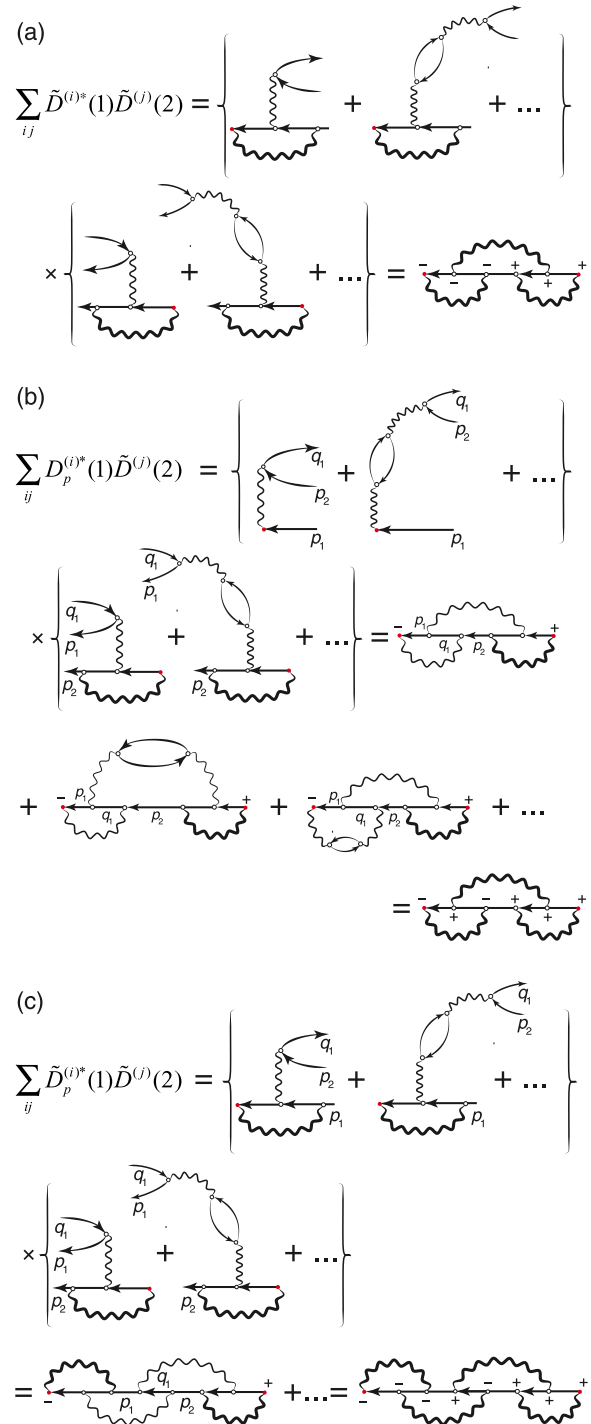 (a)
∑ij D̃^(i)*(1)D̃^(j)(2) = { + + ... }
× { + + ... } = − − − + + +
(b)
∑ij D_p^(i)*(1)D̃^(j)(2) = { q₁ p₂ p₁ + q₁ p₂ p₁ + ... }
× { q₁ p₁ p₂ + q₁ p₁ p₂ + ... } = − p₁ q₁ p₂ +
+ − p₁ q₁ p₂ + + − p₁ q₁ p₂ + + ...
= − + − + + +
(c)
∑ij D̃_p^(i)*(1)D̃^(j)(2) = { q₁ p₂ p₁ + q₁ p₂ p₁ + ... }
× { q₁ p₁ p₂ + q₁ p₁ p₂ + ... }
= − p₁ q₁ p₂ + +...= − − − + − + + +